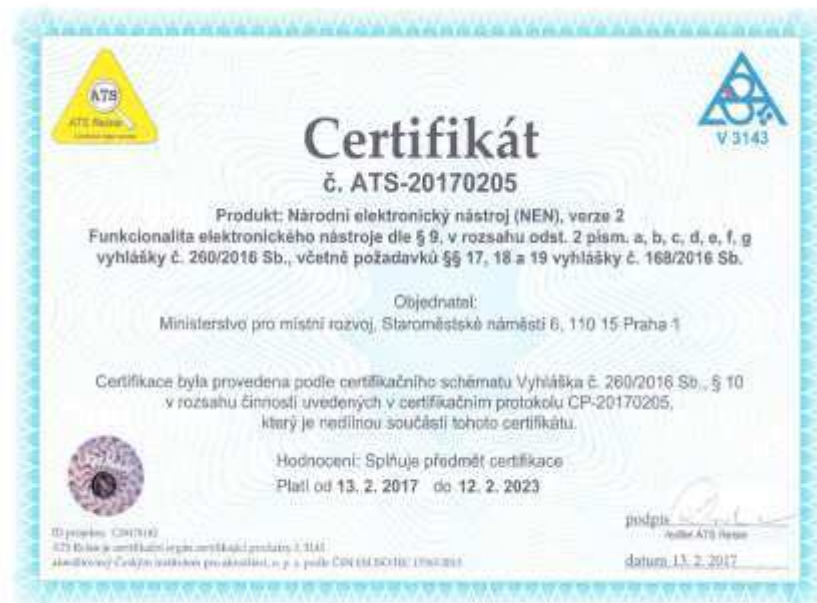 ATS
V 3143
Certifikát
č. ATS-20170205
Produkt: Národní elektronický nástroj (NEN), verze 2
Funkcionalita elektronického nástroje dle § 9, v rozsahu odst. 2 písm. a, b, c, d, e, f, g
vyhlášky č. 260/2016 Sb., včetně požadavků §§ 17, 18 a 19 vyhlášky č. 168/2016 Sb.
Objednatel:
Ministerstvo pro místní rozvoj, Staroměstské náměstí 6, 110 15 Praha 1
Certifikace byla provedena podle certifikačního schématu Vyhláška č. 260/2016 Sb., § 10
v rozsahu činností uvedených v certifikačním protokolu CP-20170205,
který je nedílnou součástí tohoto certifikátu.
Hodnocení: Splňuje předmět certifikace
Platí od 13. 2. 2017 do 12. 2. 2023
podpis
ID projektu:
datum 13. 2. 2017